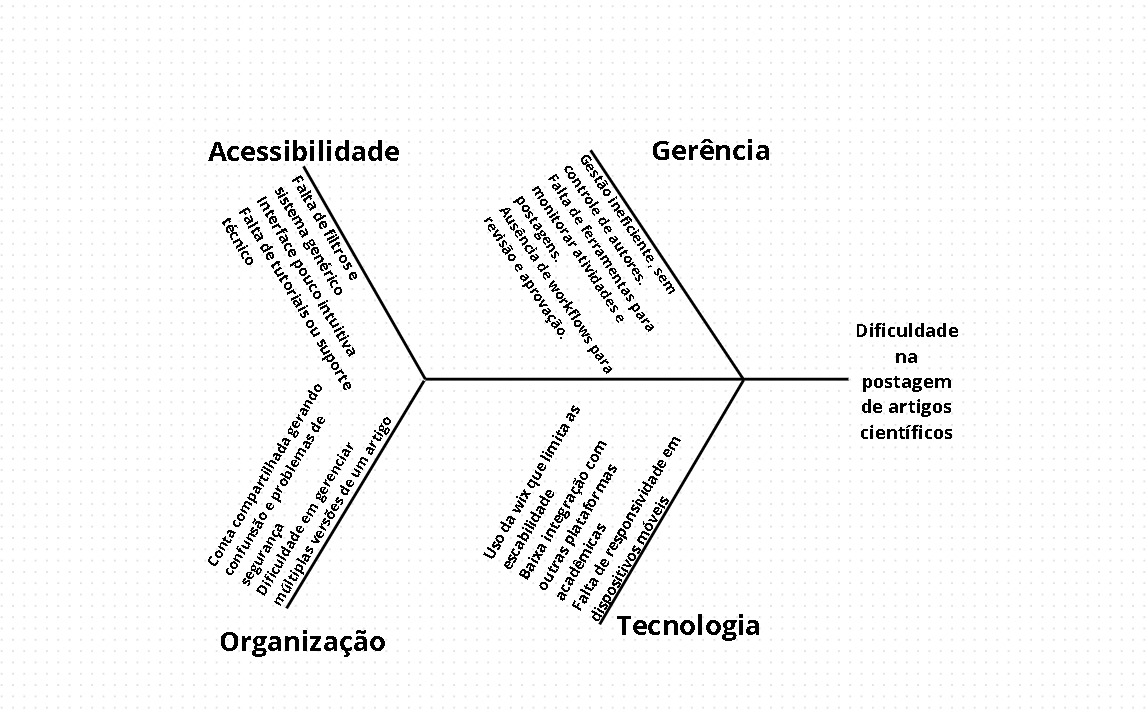 Acessibilidade
Falta de filtros e
sistema genérico
Interface pouco intuitiva
Falta de tutoriais ou suporte
técnico
Gerência
Gestão ineficiente, sem
controle de autores.
Falta de ferramentas para
monitorar atividades e
postagens.
Ausência de workflows para
revisão e aprovação.
Dificuldade
na
postagem
de artigos
científicos
Conta compartilhada gerando
confunsão e problemas de
segurança
Dificuldade em gerenciar
múltiplas versões de um artigo
Organização
Uso da wix que limita as
escabilidade
Baixa integração com
outras plataformas
acadêmicas
Falta de responsividade em
dispositivos móveis
Tecnologia